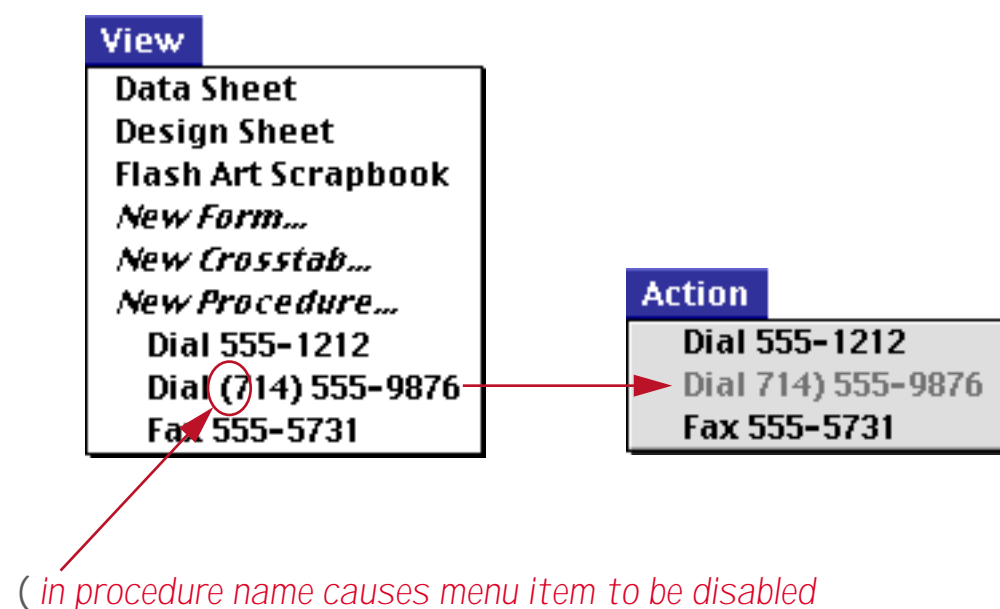 View
Data Sheet
Design Sheet
Flash Art Scrapbook
New Form...
New Crosstab...
New Procedure...
Dial 555-1212
Dial (714) 555-9876
Fax 555-5731
Action
Dial 555-1212
Dial 714) 555-9876
Fax 555-5731
( in procedure name causes menu item to be disabled